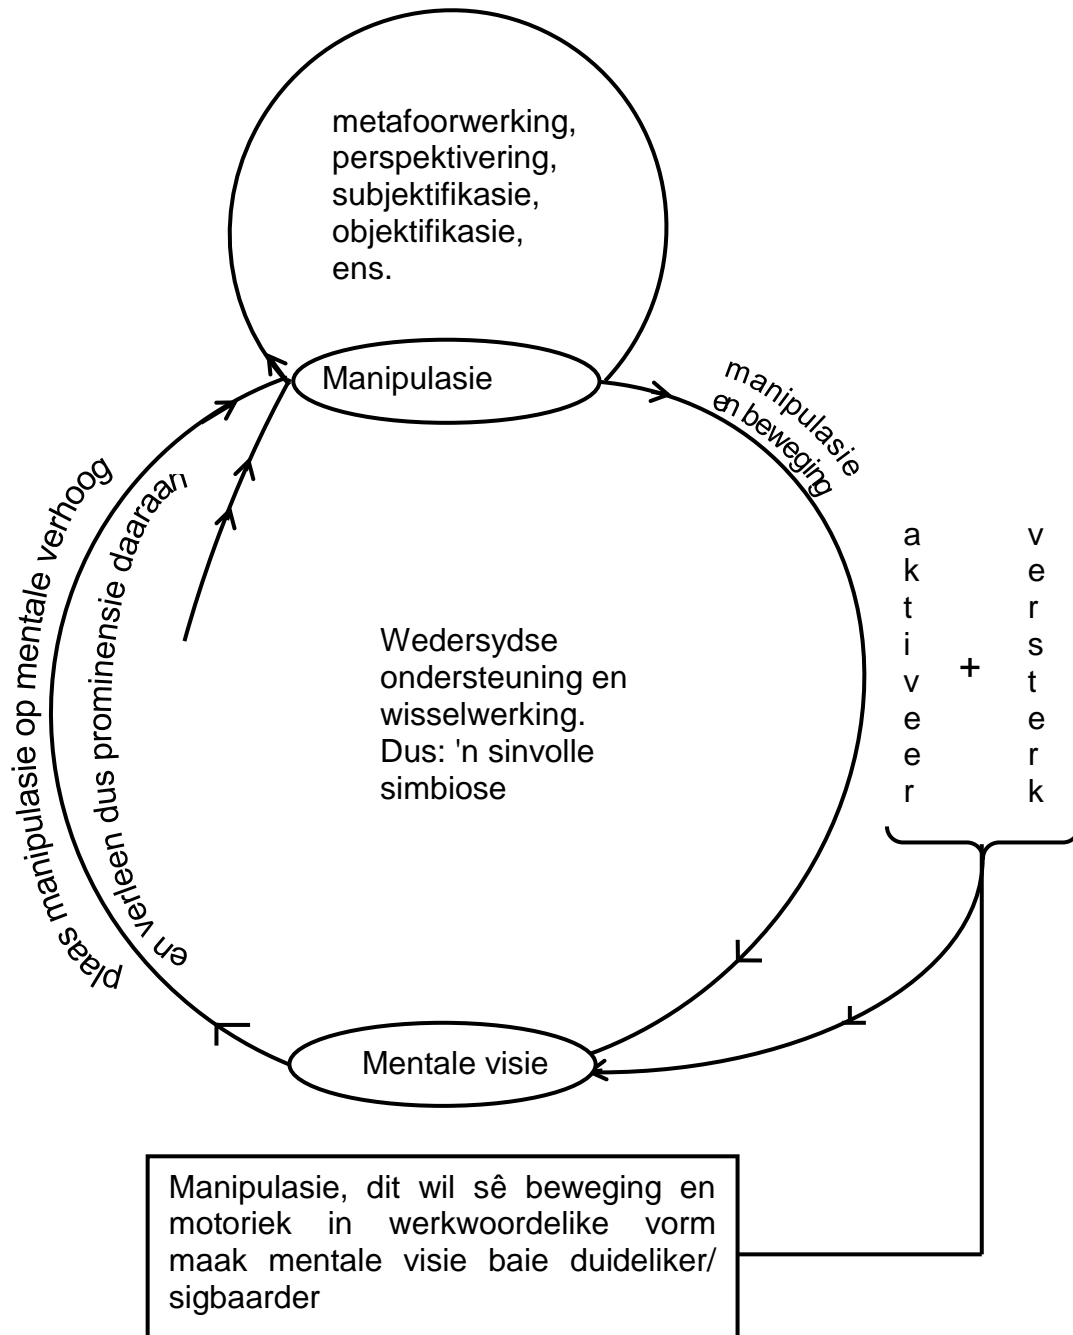 metafoorwerking,
perspektivering,
subjektifikasie,
objektifikasie,
ens.
Manipulasie
manipulasie
en beweging
plaas manipulasie op mentale verhoog
en verleen dus prominensie daaraan
aktiveer
+
versterk
Wedersydse
ondersteuning en
wisselwerking.
Dus: 'n sinvolle
simbiose
Mentale visie
Manipulasie, dit wil sê beweging en
motoriek in werkwoordelike vorm
maak mentale visie baie duideliker/
sigbaarder